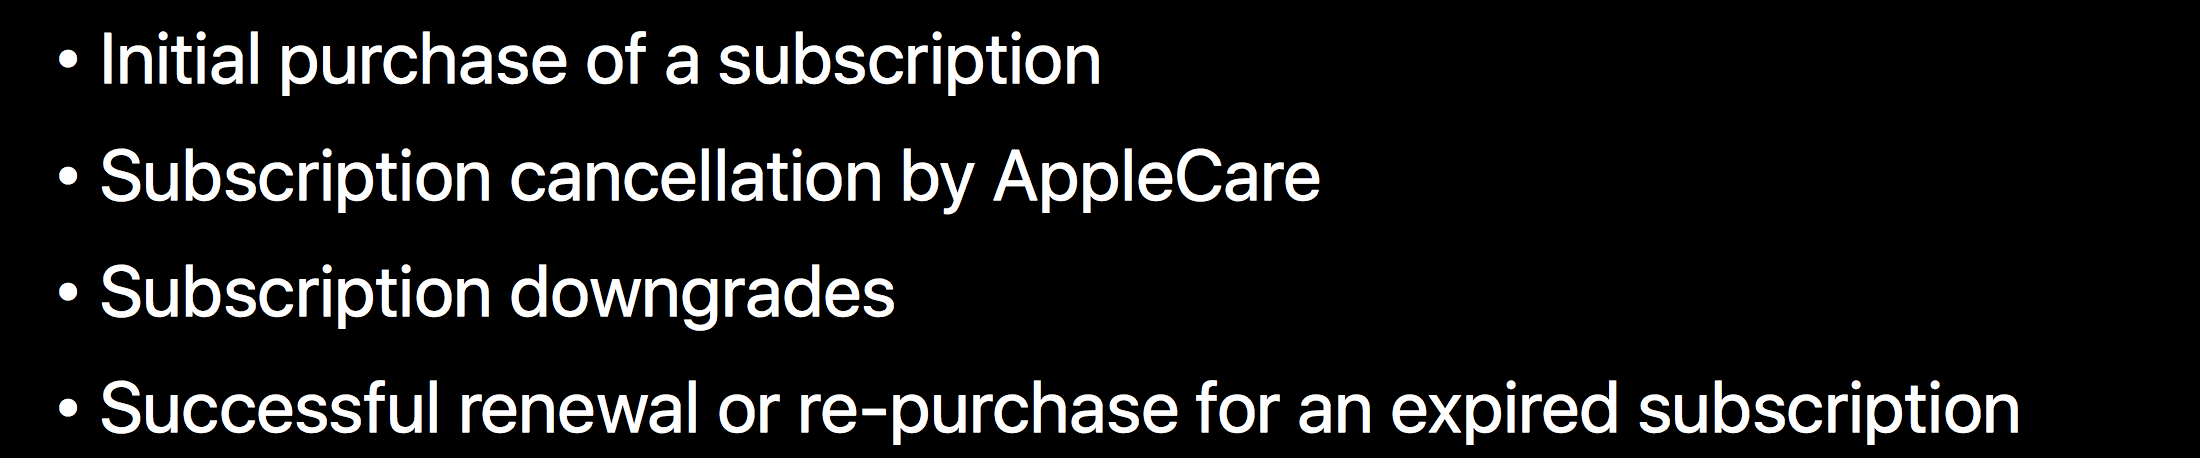 • Initial purchase of a subscription
• Subscription cancellation by AppleCare
• Subscription downgrades
• Successful renewal or re-purchase for an expired subscription